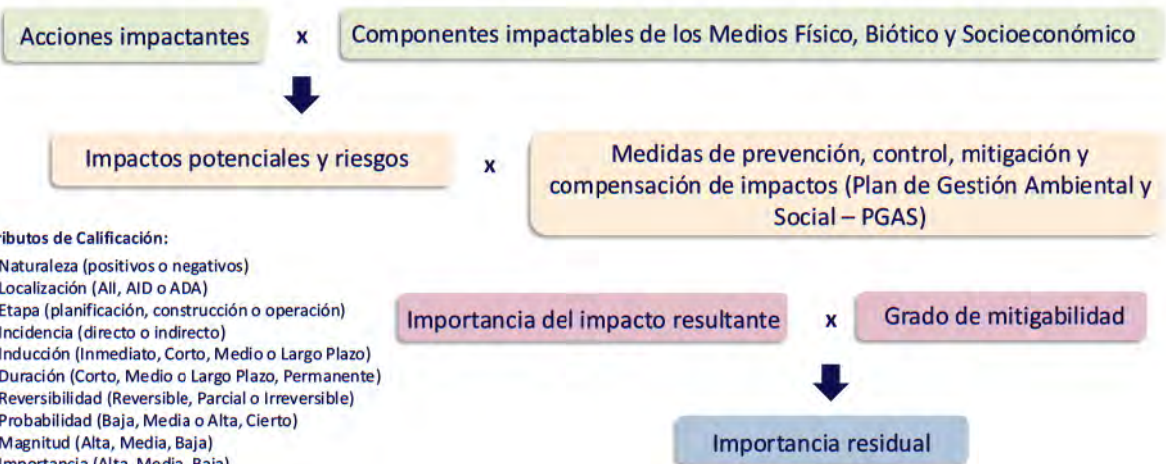 Acciones impactantes
x
Componentes impactables de los Medios Físico, Biótico y Socioeconómico
Impactos potenciales y riesgos
x
Medidas de prevención, control, mitigación y
compensación de impactos (Plan de Gestión Ambiental y
Social – PGAS)
ributos de Calificación:
Naturaleza (positivos o negativos)
Localización (AII, AID o ADA)
Etapa (planificación, construcción o operación)
Incidencia (directo o indirecto)
Inducción (Inmediato, Corto, Medio o Largo Plazo)
Duración (Corto, Medio o Largo Plazo, Permanente)
Reversibilidad (Reversible, Parcial o Irreversible)
Probabilidad (Baja, Media o Alta, Cierto)
Magnitud (Alta, Media, Baja)
Importancia (Alta, Media, Baja)
Importancia del impacto resultante
x
Grado de mitigabilidad
Importancia residual